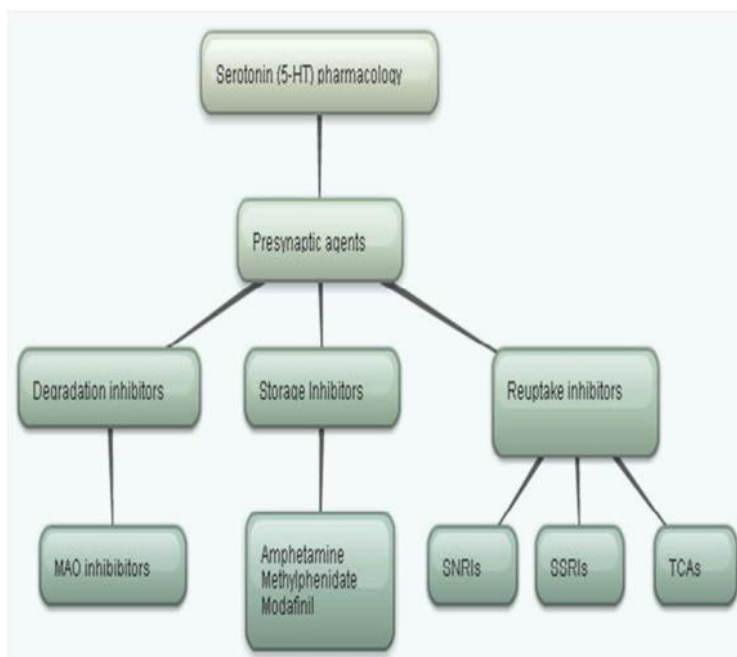 Serotonin (5-HT) pharmacology
Presynaptic agents
Degradation inhibitors
Storage Inhibitors
Reuptake inhibitors
MAO inhibibitors
Amphetamine
Methylphenidate
Modafinil
SNRIs
SSRIs
TCAs